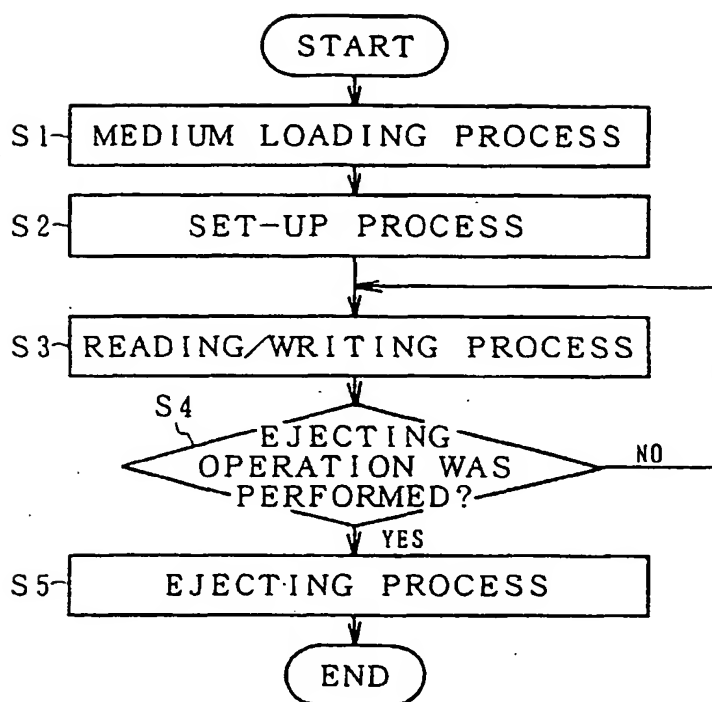 START
S1 MEDIUM LOADING PROCESS
S2 SET-UP PROCESS
S3 READING/WRITING PROCESS
S4
EJECTING
OPERATION WAS
PERFORMED?
NO
YES
S5 EJECTING PROCESS
END